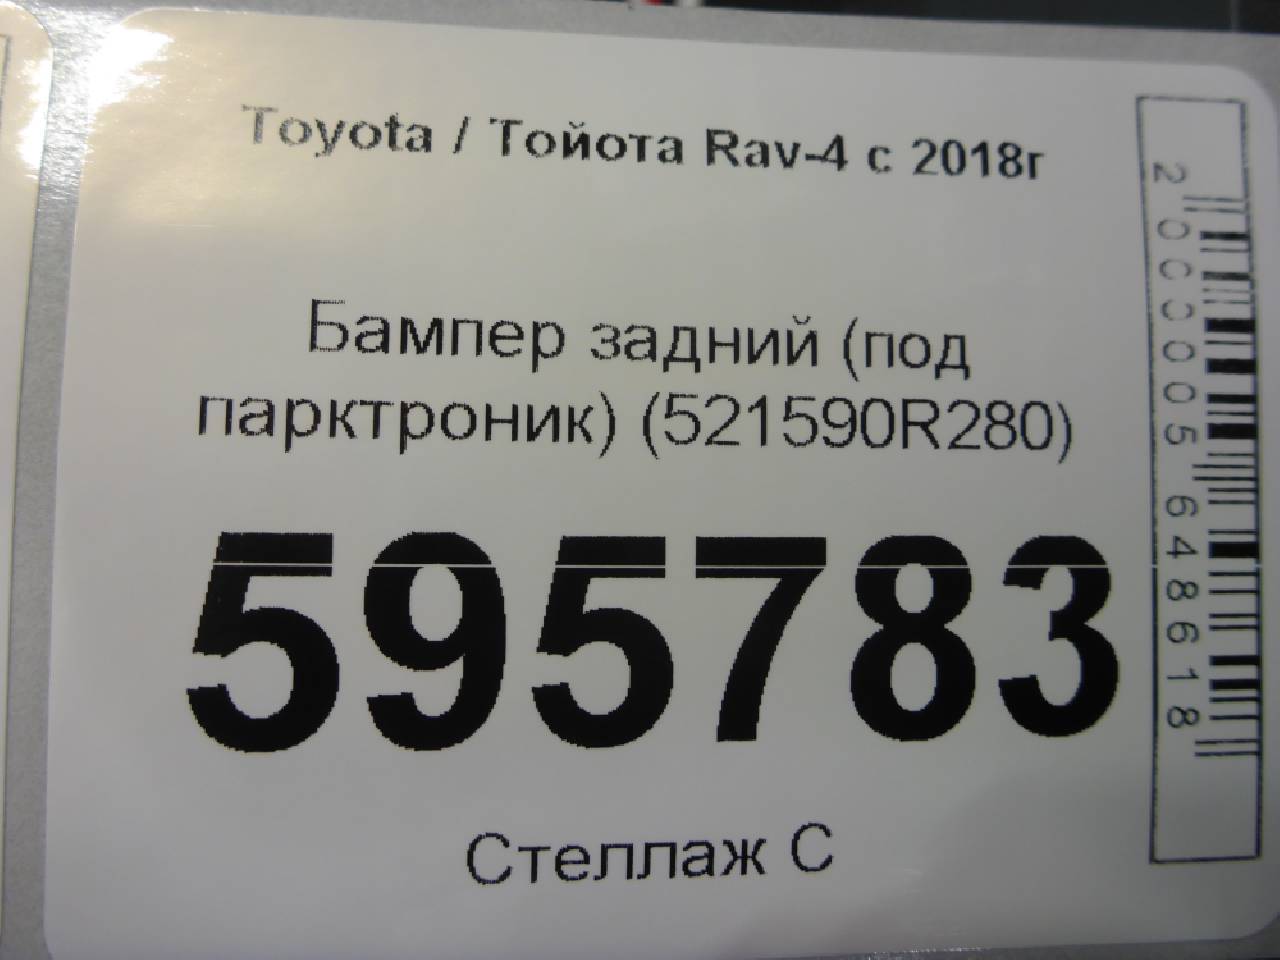 Toyota / Тойота Rav-4 с 2018г
Бампер задний (под
парктроник) (521590R280)
595783
Стеллаж С
2000005648618